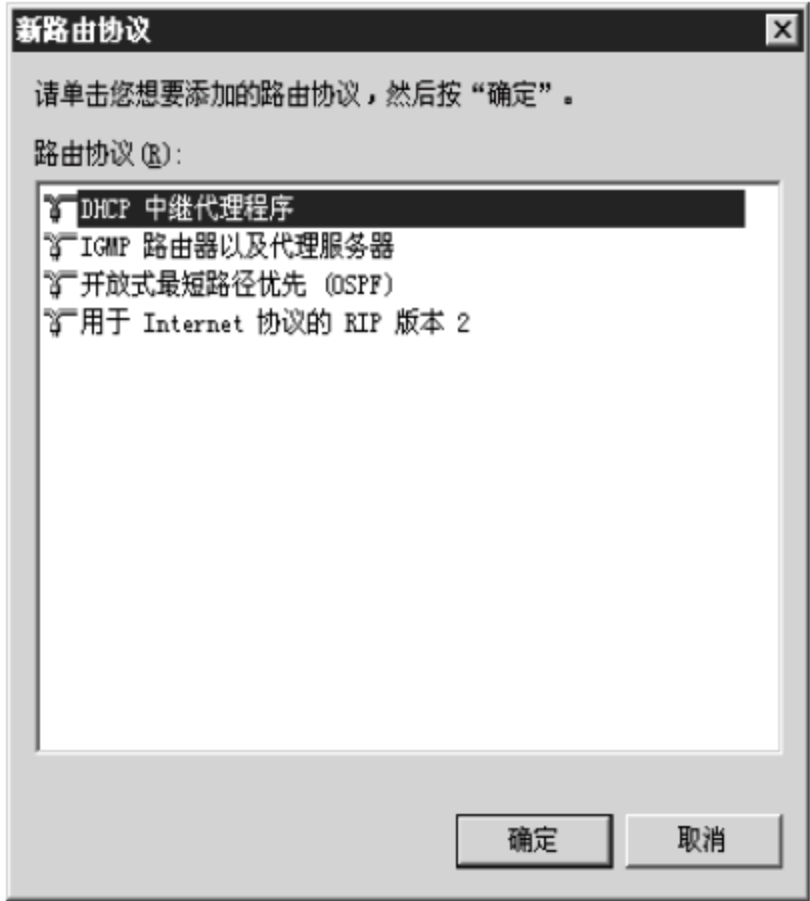 新路由协议
请单击您想要添加的路由协议，然后按“确定”。
路由协议(R):
DHCP 中继代理程序
IGMP 路由器以及代理服务器
开放式最短路径优先 (OSPF)
用于 Internet 协议的 RIP 版本 2
确定
取消